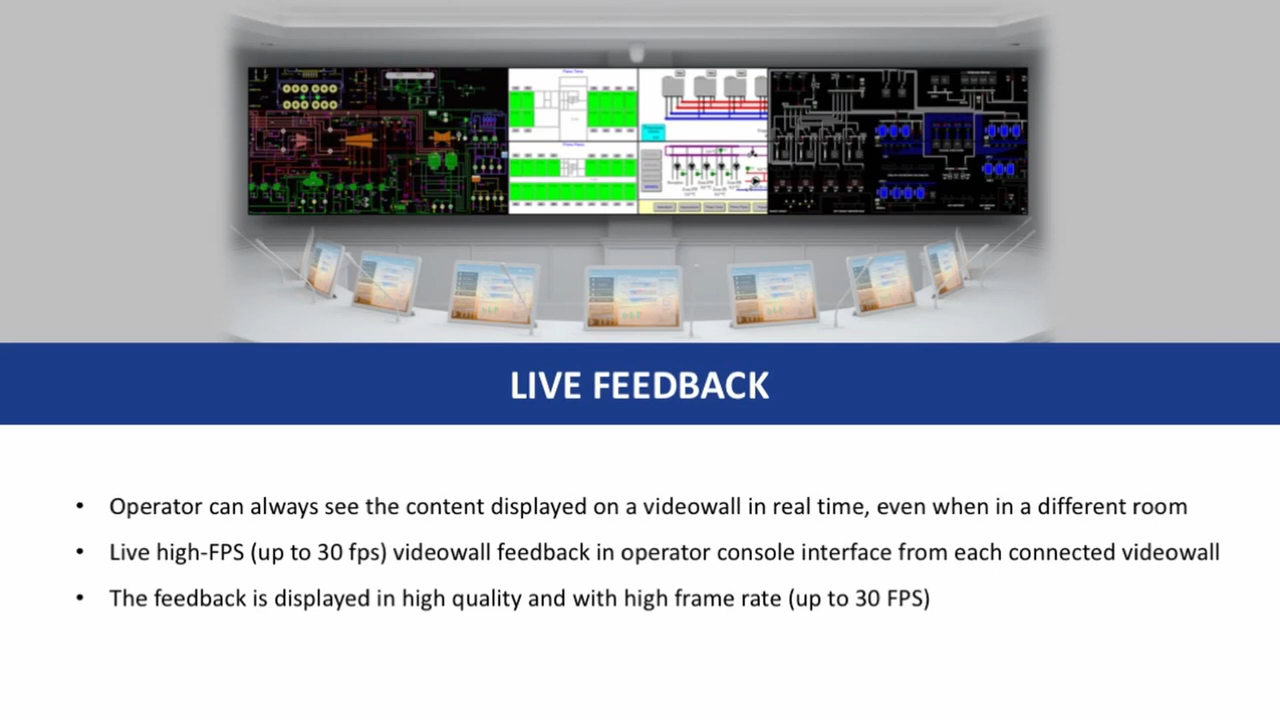 LIVE FEEDBACK
• Operator can always see the content displayed on a videowall in real time, even when in a different room
• Live high-FPS (up to 30 fps) videowall feedback in operator console interface from each connected videowall
• The feedback is displayed in high quality and with high frame rate (up to 30 FPS)